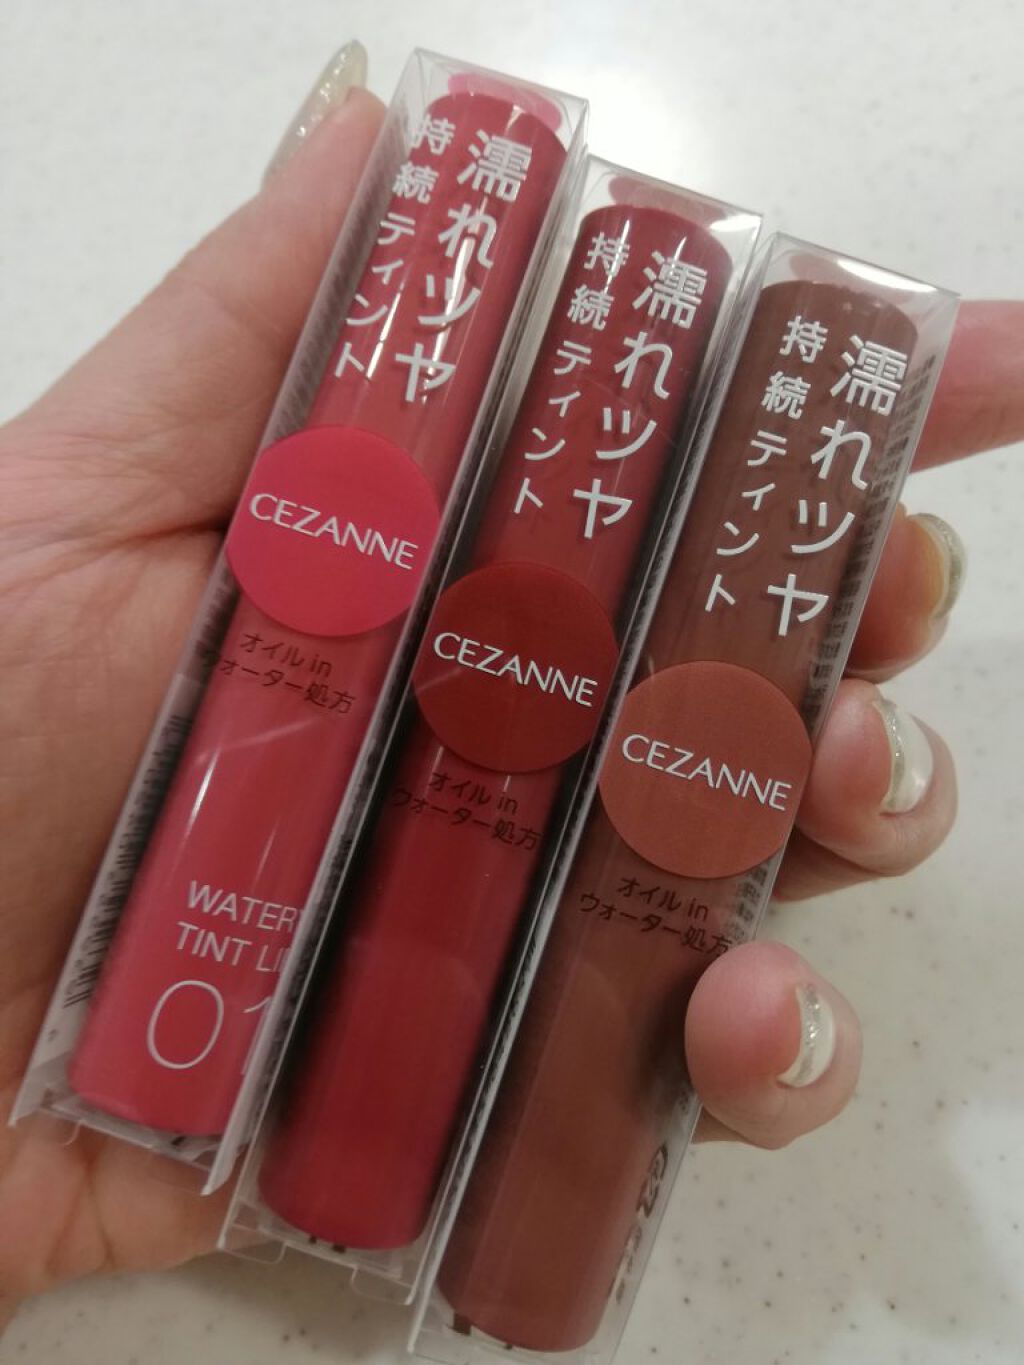 濡れツヤ
持続ティント
CEZANNE
オイル in
ウォーター処方
WATER
TINT LI
01
濡れツヤ
持続ティント
CEZANNE
オイル in
ウォーター処方
濡れツヤ
持続ティント
CEZANNE
オイル in
ウォーター処方